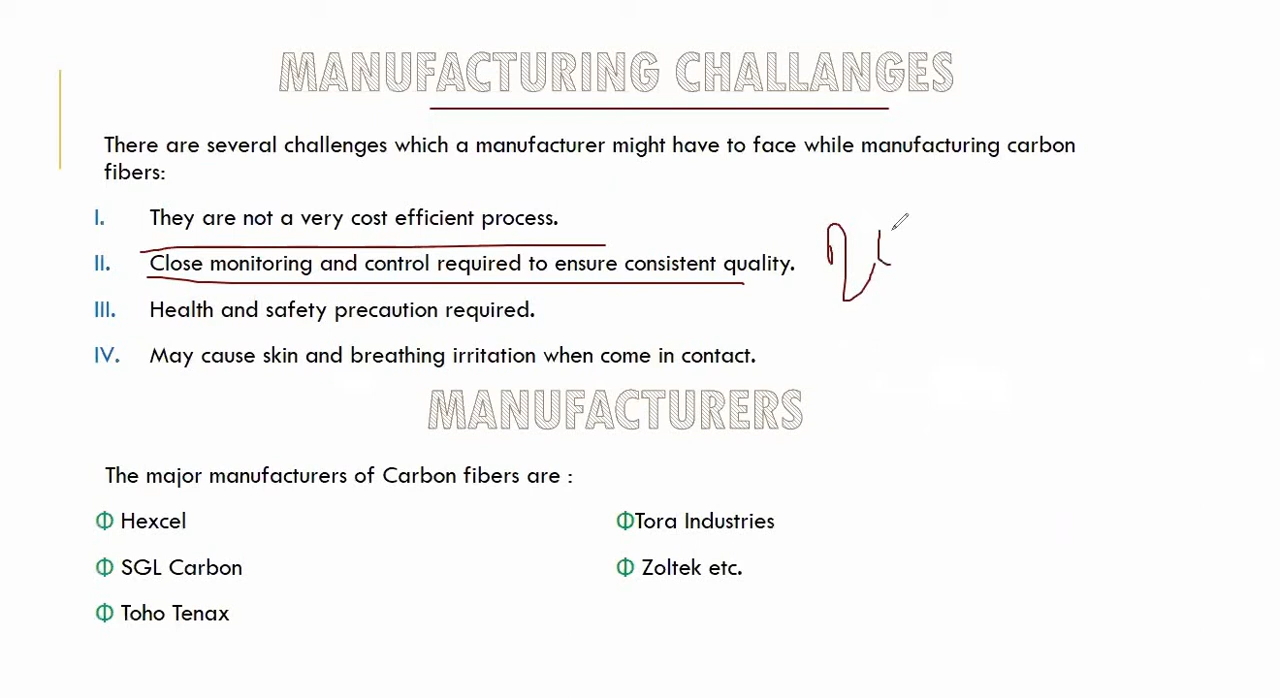 MANUFACTURING CHALLANGES
There are several challenges which a manufacturer might have to face while manufacturing carbon
fibers:
I. They are not a very cost efficient process.
II. Close monitoring and control required to ensure consistent quality.
III. Health and safety precaution required.
IV. May cause skin and breathing irritation when come in contact.
MANUFACTURERS
The major manufacturers of Carbon fibers are :
Φ Hexcel
Φ SGL Carbon
Φ Toho Tenax
ΦTora Industries
Φ Zoltek etc.